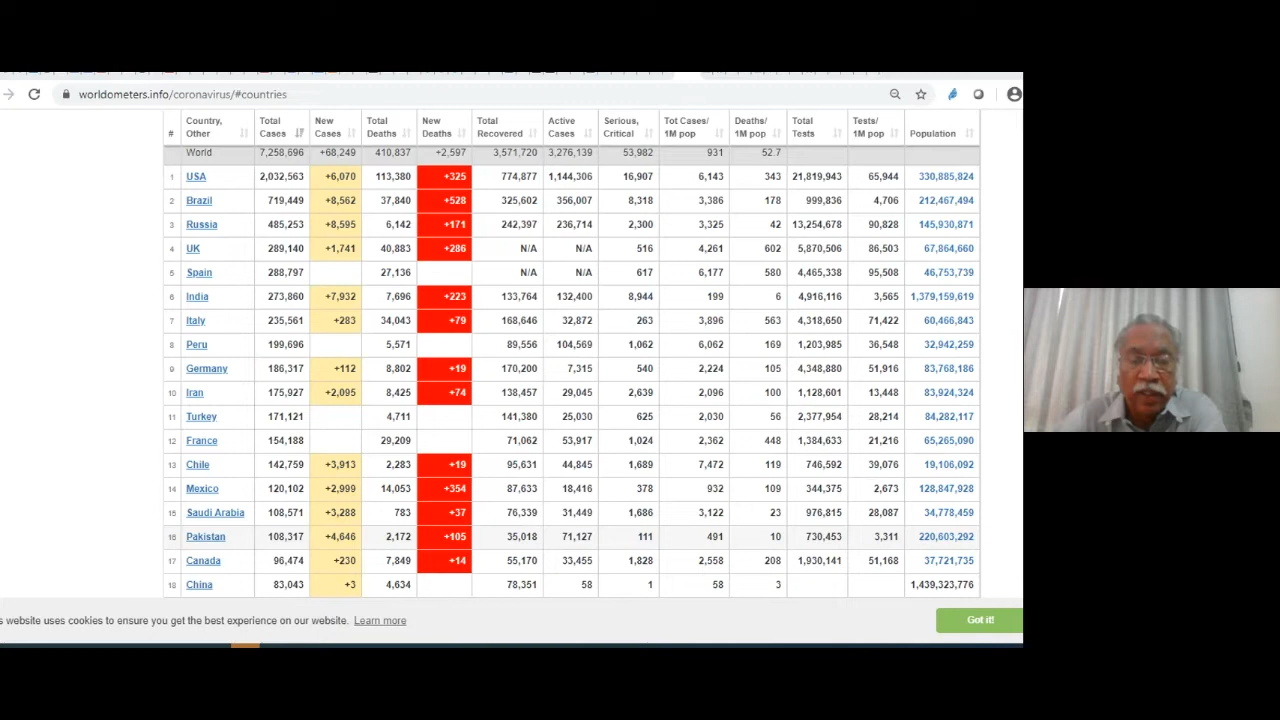 worldometers.info/coronavirus/#countries
# Country, Other Total Cases New Cases Total Deaths New Deaths Total Recovered Active Cases Serious, Critical Tot Cases/ 1M pop Deaths/ 1M pop Total Tests Tests/ 1M pop Population
World 7,258,696 +68,249 410,837 +2,597 3,571,720 3,276,139 53,982 931 52.7
1 USA 2,032,563 +6,070 113,380 +325 774,877 1,144,306 16,907 6,143 343 21,819,943 65,944 330,885,824
2 Brazil 719,449 +8,562 37,840 +528 325,602 356,007 8,318 3,386 178 999,836 4,706 212,467,494
3 Russia 485,253 +8,595 6,142 +171 242,397 236,714 2,300 3,325 42 13,254,678 90,828 145,930,871
4 UK 289,140 +1,741 40,883 +286 N/A N/A 516 4,261 602 5,870,506 86,503 67,864,660
5 Spain 288,797 27,136 N/A N/A 617 6,177 580 4,465,338 95,508 46,753,739
6 India 273,860 +7,932 7,696 +223 133,764 132,400 8,944 199 6 4,916,116 3,565 1,379,159,619
7 Italy 235,561 +283 34,043 +79 168,646 32,872 263 3,896 563 4,318,650 71,422 60,466,843
8 Peru 199,696 5,571 89,556 104,569 1,062 6,062 169 1,203,985 36,548 32,942,259
9 Germany 186,317 +112 8,802 +19 170,200 7,315 540 2,224 105 4,348,880 51,916 83,768,186
10 Iran 175,927 +2,095 8,425 +74 138,457 29,045 2,639 2,096 100 1,128,601 13,448 83,924,324
11 Turkey 171,121 4,711 141,380 25,030 625 2,030 56 2,377,954 28,214 84,282,117
12 France 154,188 29,209 71,062 53,917 1,024 2,362 448 1,384,633 21,216 65,265,090
13 Chile 142,759 +3,913 2,283 +19 95,631 44,845 1,689 7,472 119 746,592 39,076 19,106,092
14 Mexico 120,102 +2,999 14,053 +354 87,633 18,416 378 932 109 344,375 2,673 128,847,928
15 Saudi Arabia 108,571 +3,288 783 +37 76,339 31,449 1,686 3,122 23 976,815 28,087 34,778,459
16 Pakistan 108,317 +4,646 2,172 +105 35,018 71,127 111 491 10 730,453 3,311 220,603,292
17 Canada 96,474 +230 7,849 +14 55,170 33,455 1,828 2,558 208 1,930,141 51,168 37,721,735
18 China 83,043 +3 4,634 78,351 58 1 58 3 1,439,323,776
s website uses cookies to ensure you get the best experience on our website. Learn more Got it!